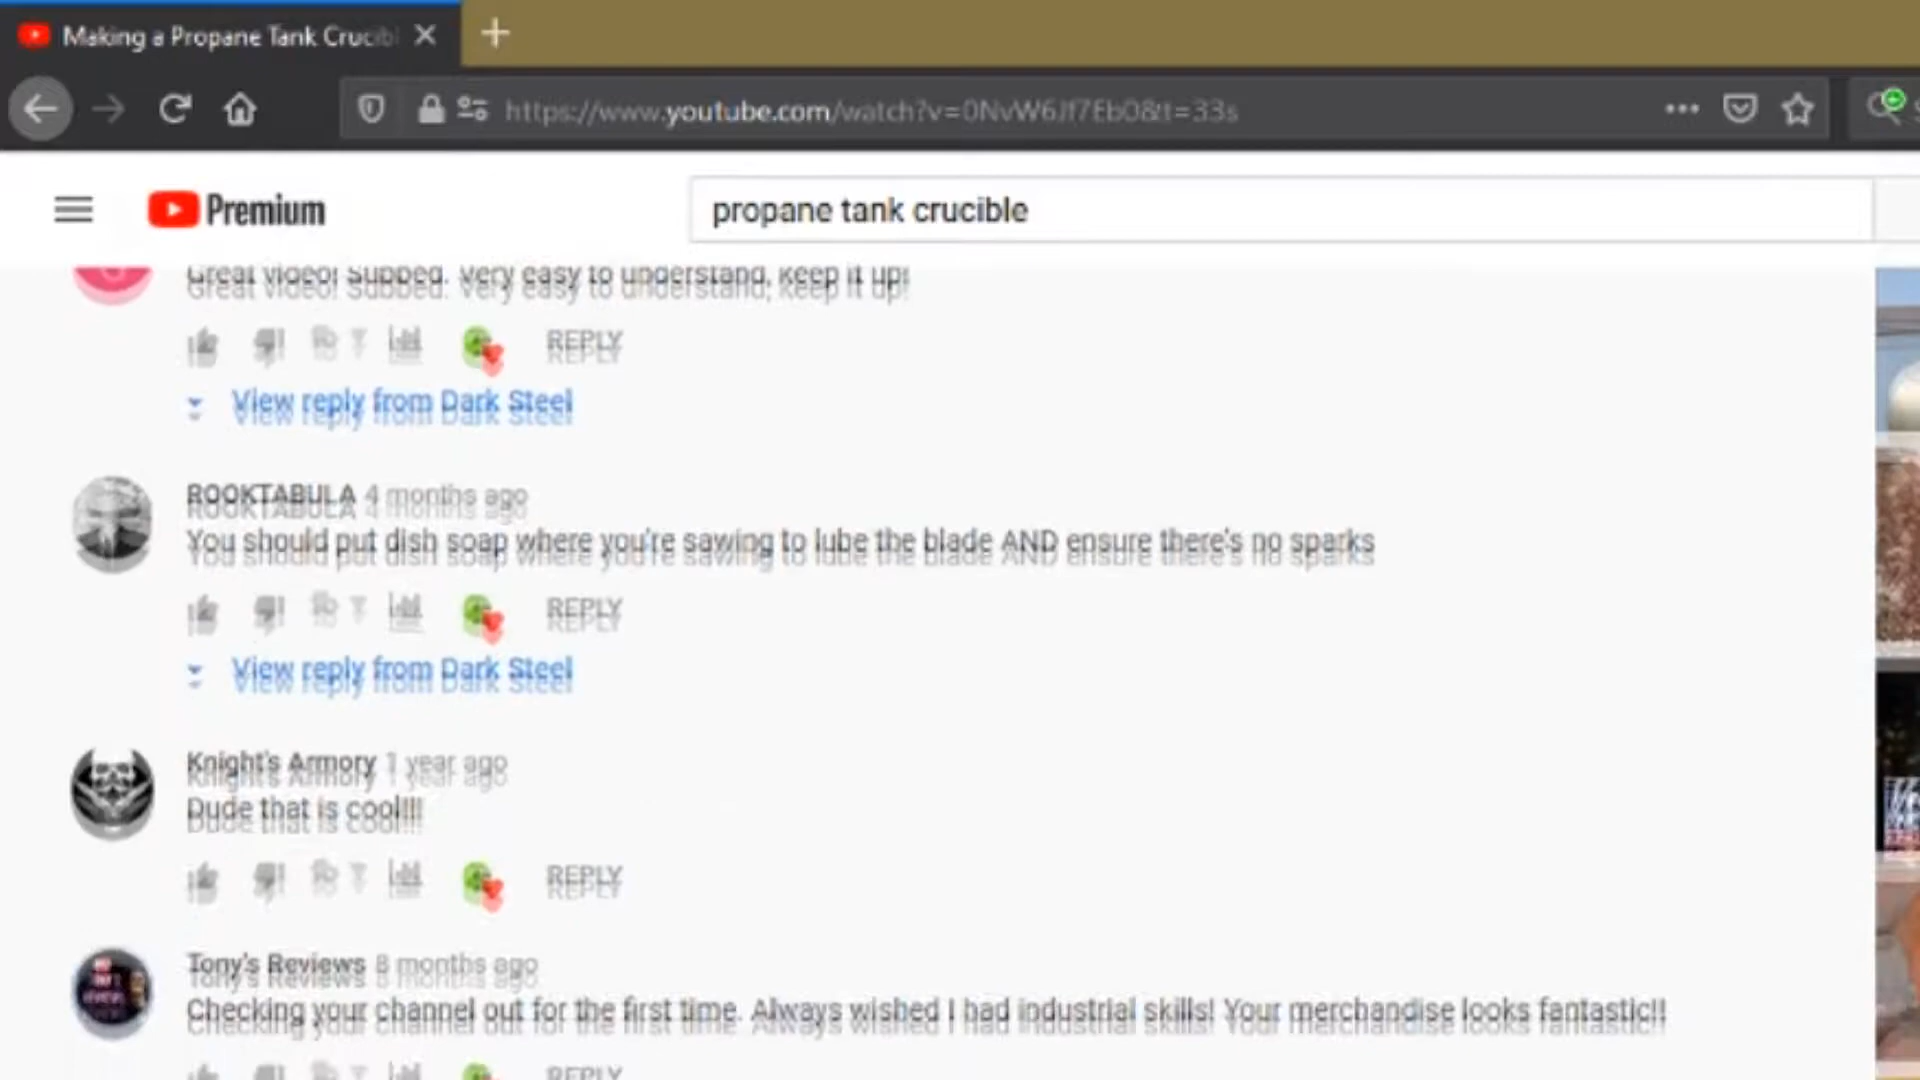 Making a Propane Tank Crucibl
https://www.youtube.com/watch?v=0NvW6Jf7Eb0&t=33s
Premium
propane tank crucible
Great video! Subbed. Very easy to understand, keep it up!
REPLY
View reply from Dark Steel
ROOKTABULA 4 months ago
You should put dish soap where you're sawing to lube the blade AND ensure there's no sparks
REPLY
View reply from Dark Steel
Knight's Armory 1 year ago
Dude that is cool!!!
REPLY
Tony's Reviews 8 months ago
Checking your channel out for the first time. Always wished I had industrial skills! Your merchandise looks fantastic!!
REPLY